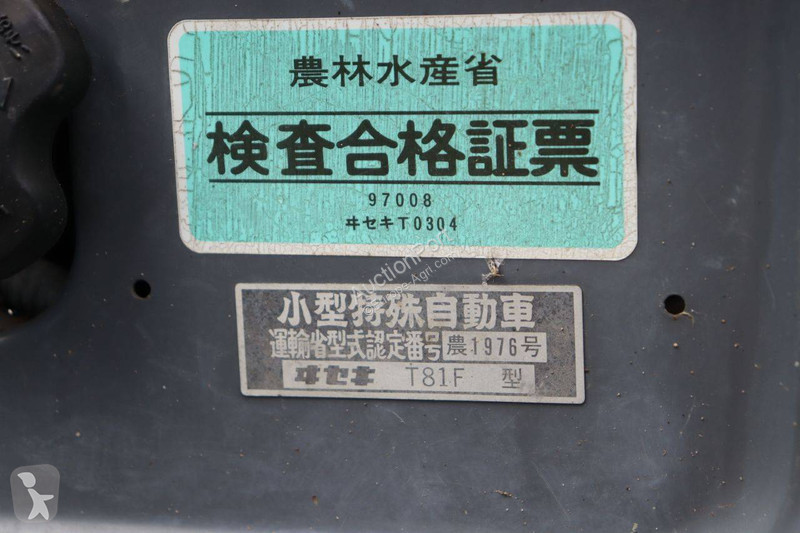 農林水産省
検査合格証票
97008
ヰセキT0304
小型特殊自動車
運輸省型式認定番号 農1976号
ヰセキ T81F 型